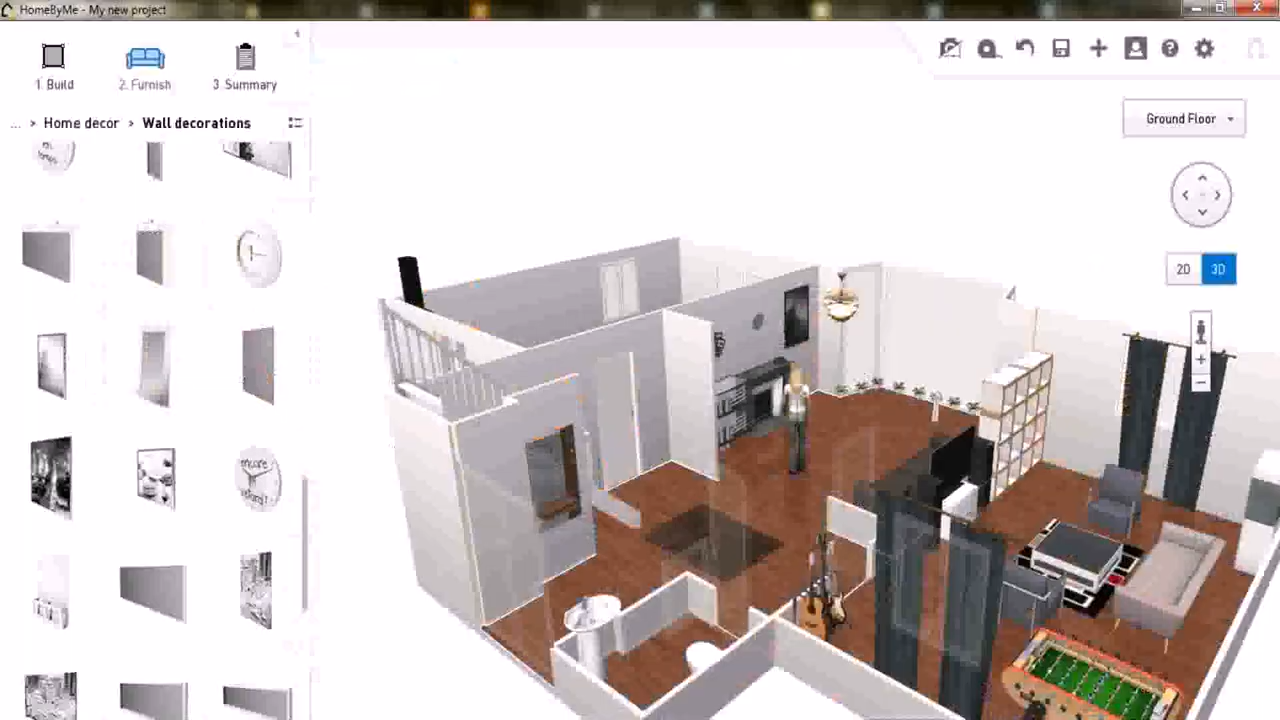 HomeByMe - My new project
1. Build
2. Furnish
3. Summary
... > Home decor > Wall decorations
Ground Floor
2D
3D